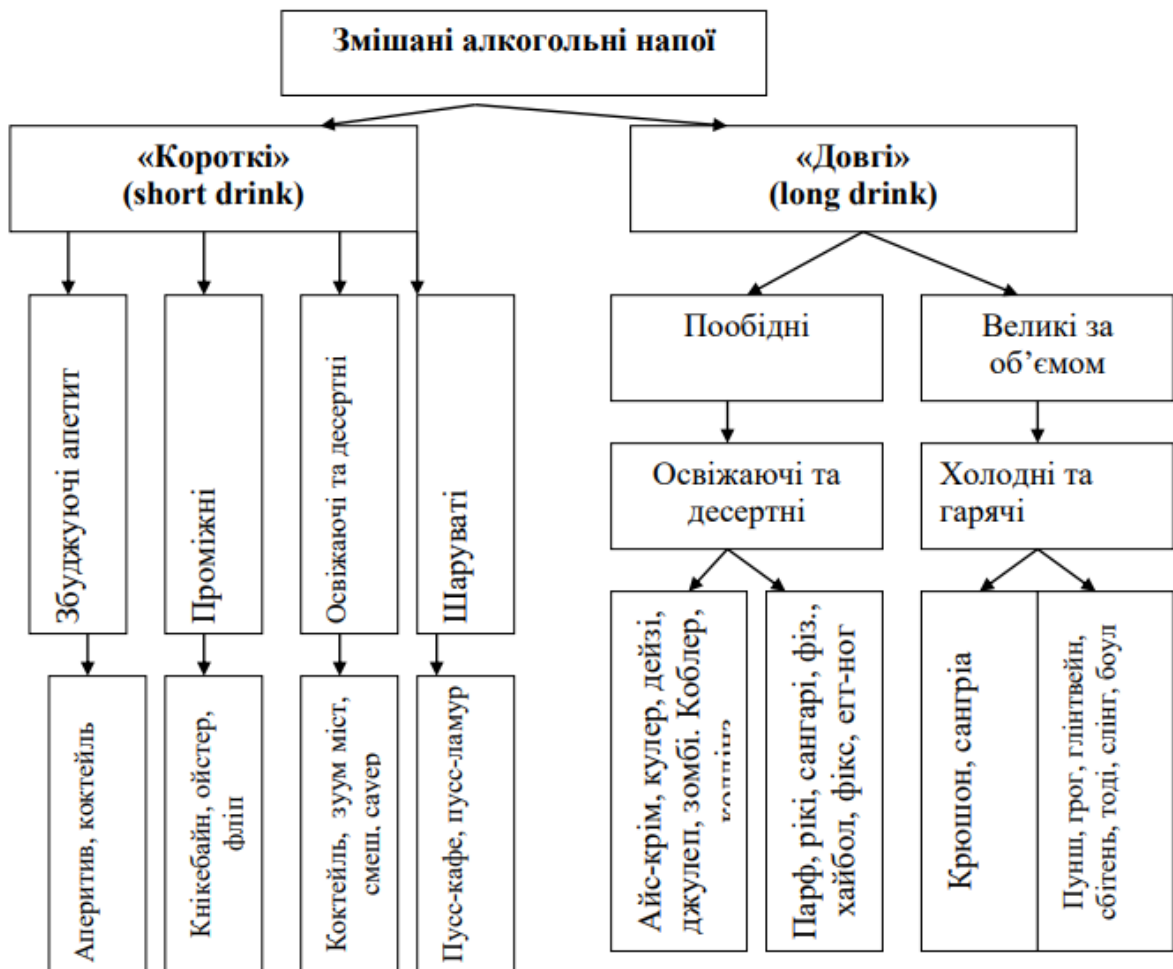 Змішані алкогольні напої
«Короткі»
(short drink)
«Довгі»
(long drink)
Збуджуючі апетит
Проміжні
Освіжаючі та десертні
Шаруваті
Пообідні
Великі за
об’ємом
Освіжаючі та
десертні
Холодні та
гарячі
Аперитив, коктейль
Кнікебайн, ойстер,
фліп
Коктейль, зуум міст,
смеш, сауер
Пусс-кафе, пусс-ламур
Айс-крім, кулер, дейзі,
джулеп, зомбі. Коблер,
Парф, рікі, сангарі, фіз.,
хайбол, фікс, егг-ног
Крюшон, сангріа
Пунш, грог, глінтвейн,
сбітень, тоді, слінг, боул